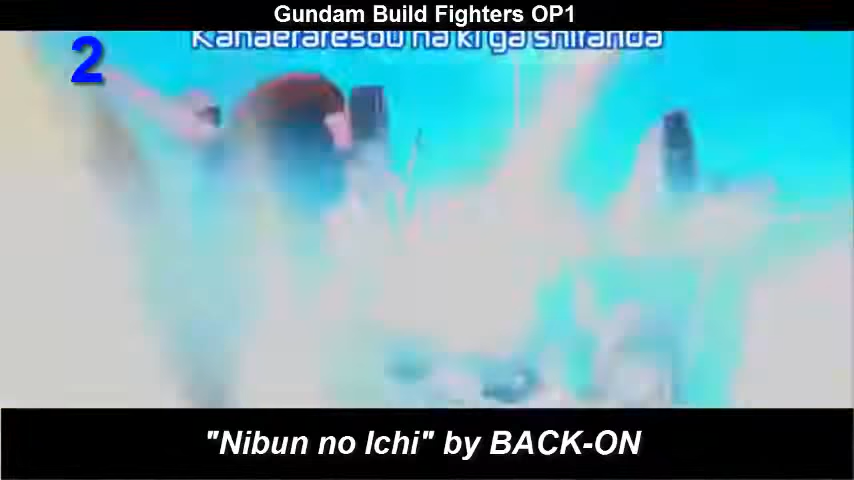 Gundam Build Fighters OP1
Kanaeraresou na ki ga shitanda
2
"Nibun no Ichi" by BACK-ON